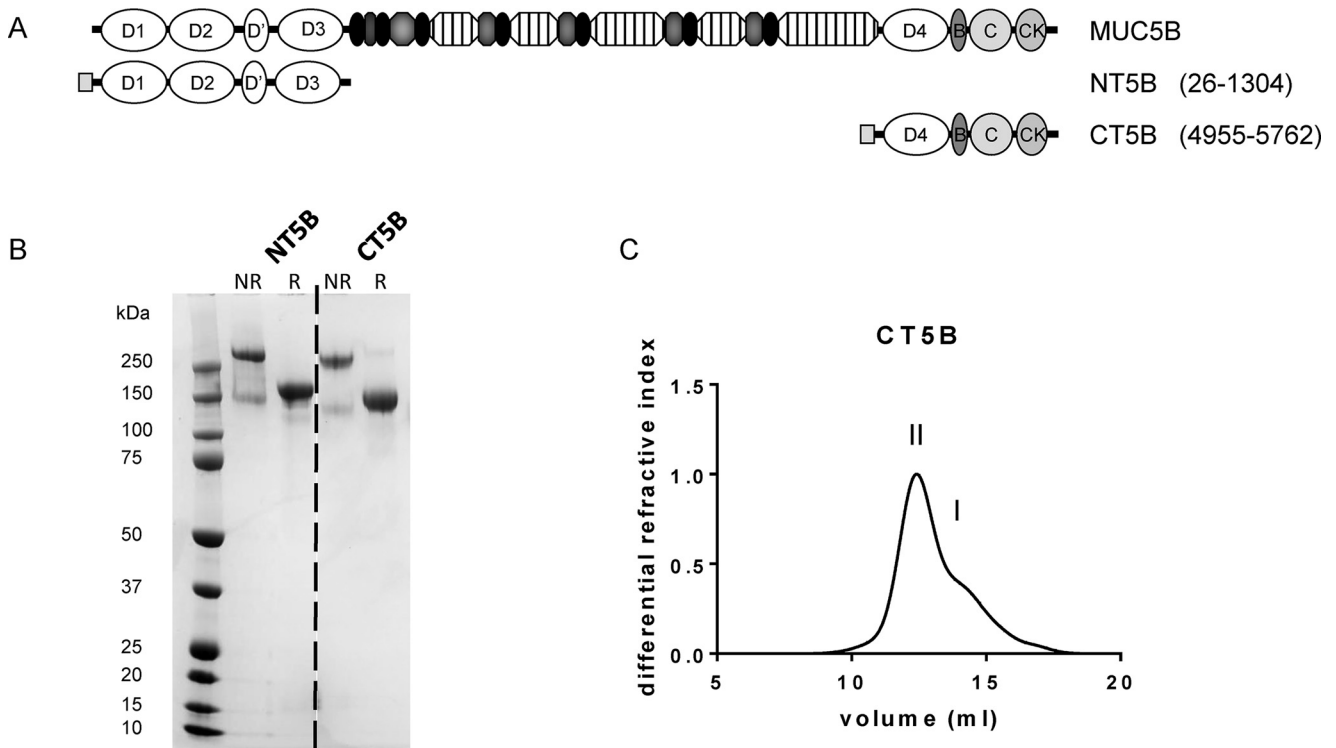 A
D1 D2 D' D3 D4 B C CK MUC5B
D1 D2 D' D3 NT5B (26-1304)
D4 B C CK CT5B (4955-5762)
B
NT5B CT5B
NR R NR R
kDa
250
150
100
75
50
37
25
20
15
10
C
CT5B
differential refractive index
1.5
1.0
0.5
0.0
II
I
5 10 15 20
volume (ml)